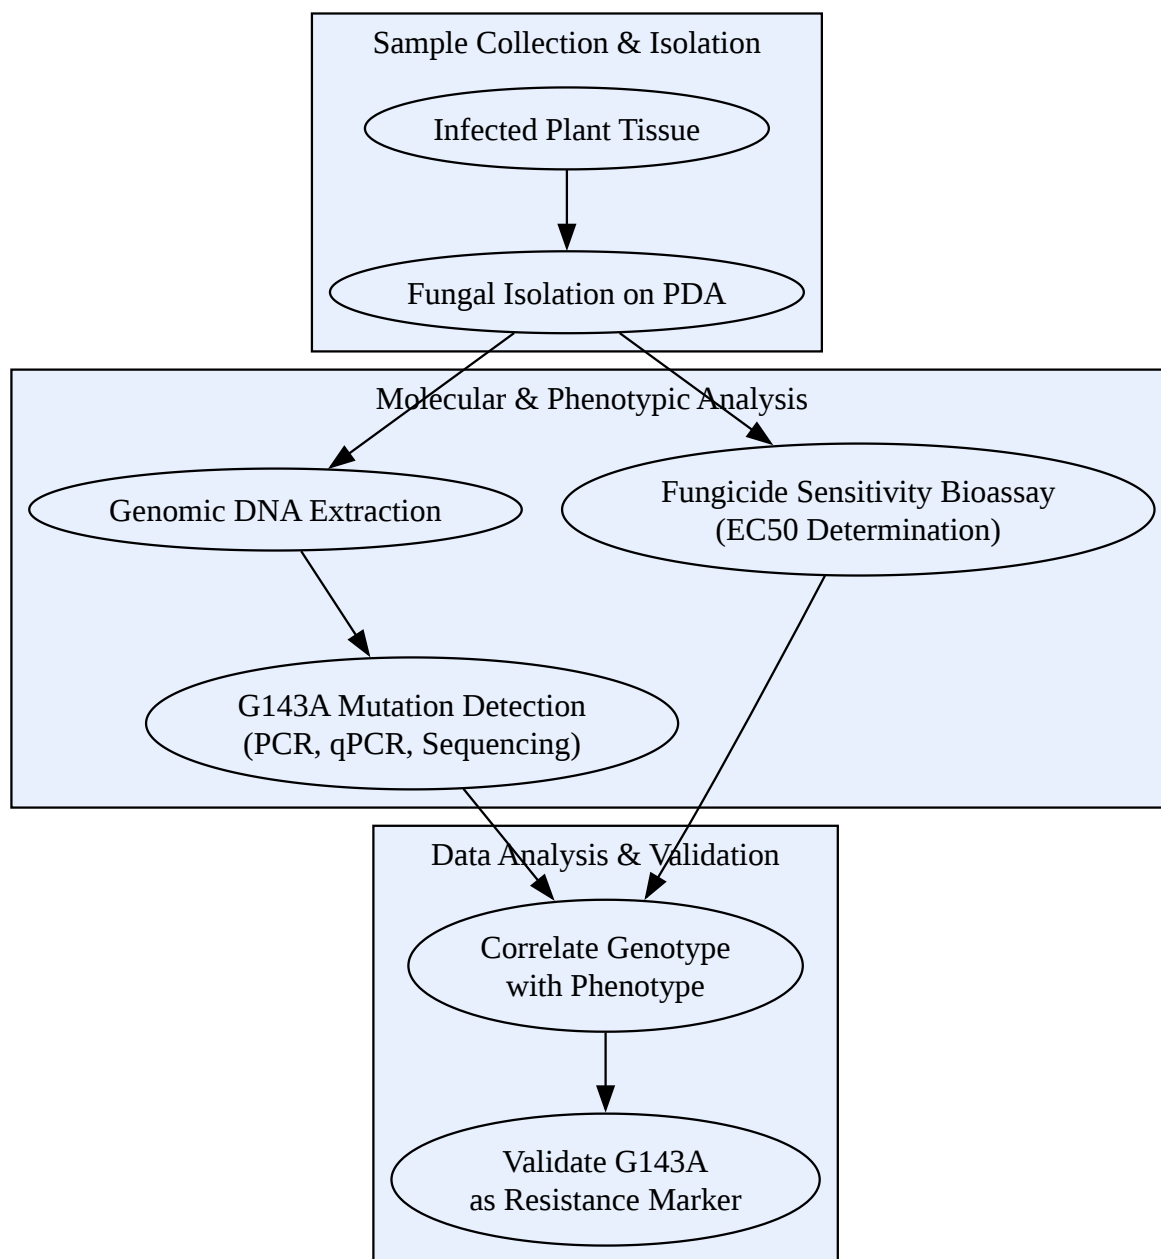 Sample Collection & Isolation
Infected Plant Tissue
Fungal Isolation on PDA
Molecular & Phenotypic Analysis
Genomic DNA Extraction
Fungicide Sensitivity Bioassay
(EC50 Determination)
G143A Mutation Detection
(PCR, qPCR, Sequencing)
Data Analysis & Validation
Correlate Genotype
with Phenotype
Validate G143A
as Resistance Marker